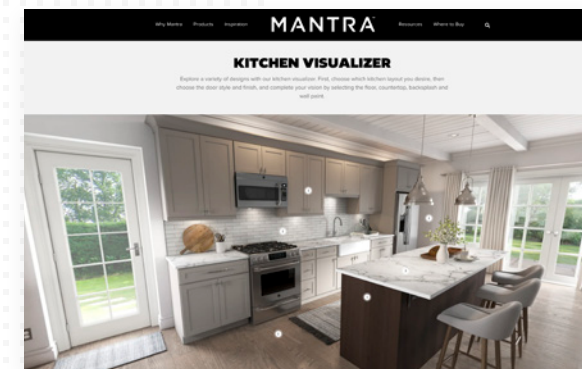 Why Mantra Products Inspiration MANTRA Resources Where to Buy
KITCHEN VISUALIZER
Explore a variety of designs with our kitchen visualizer. First, choose which kitchen layout you desire, then
choose the door style and finish, and complete your vision by selecting the floor, countertop, backsplash and
wall paint.